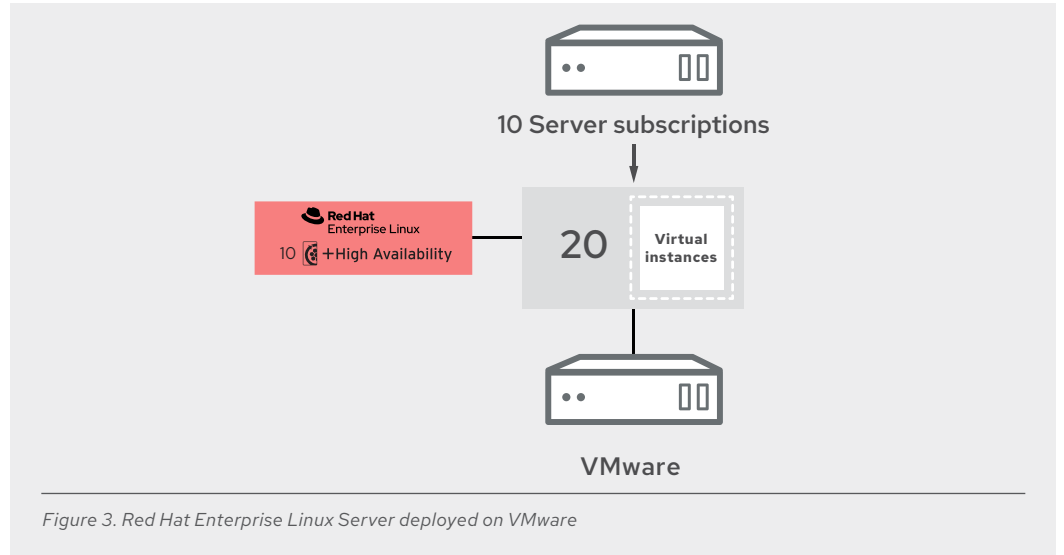 10 Server subscriptions
Red Hat
Enterprise Linux
10 +High Availability
20
Virtual
instances
VMware
Figure 3. Red Hat Enterprise Linux Server deployed on VMware